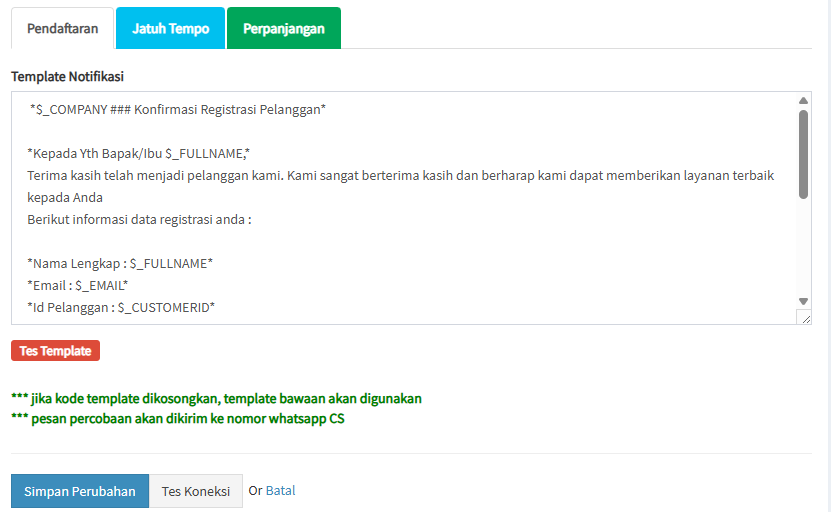 Pendaftaran
Jatuh Tempo
Perpanjangan
Template Notifikasi
*$_COMPANY ### Konfirmasi Registrasi Pelanggan*
*Kepada Yth Bapak/Ibu $_FULLNAME,*
Terima kasih telah menjadi pelanggan kami. Kami sangat berterima kasih dan berharap kami dapat memberikan layanan terbaik
kepada Anda
Berikut informasi data registrasi anda :
*Nama Lengkap : $_FULLNAME*
*Email : $_EMAIL*
*Id Pelanggan : $_CUSTOMERID*
Tes Template
*** jika kode template dikosongkan, template bawaan akan digunakan
*** pesan percobaan akan dikirim ke nomor whatsapp CS
Simpan Perubahan
Tes Koneksi
Or Batal